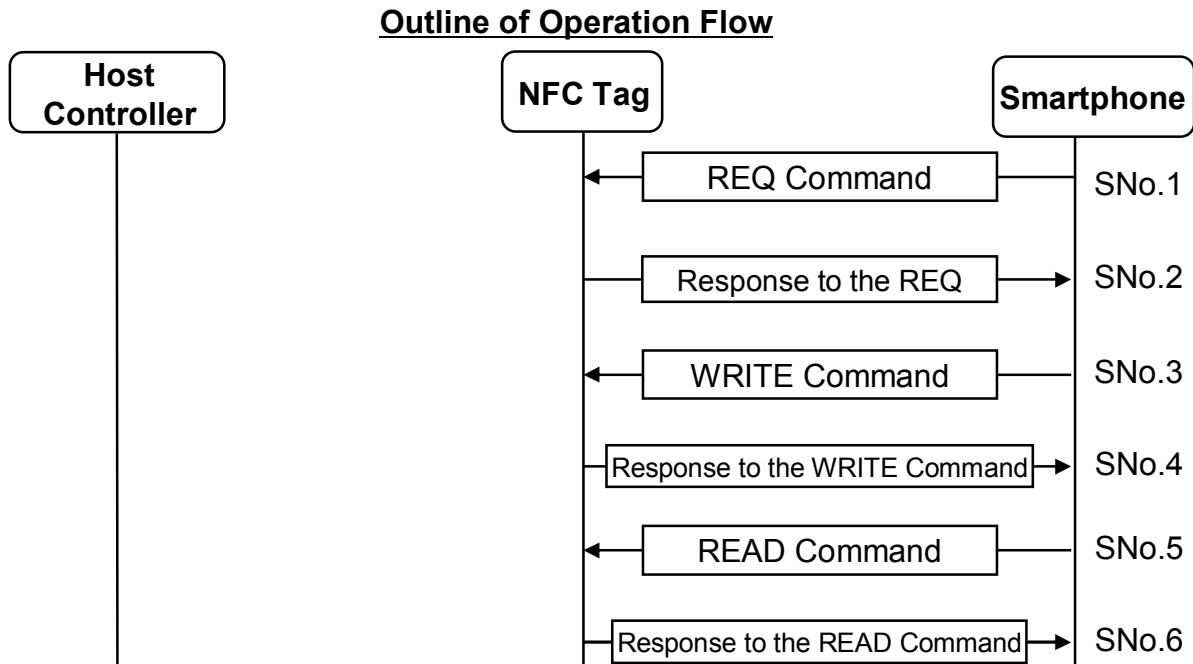 Outline of Operation Flow
Host
Controller
NFC Tag
Smartphone
REQ Command
SNo.1
Response to the REQ
SNo.2
WRITE Command
SNo.3
Response to the WRITE Command
SNo.4
READ Command
SNo.5
Response to the READ Command
SNo.6